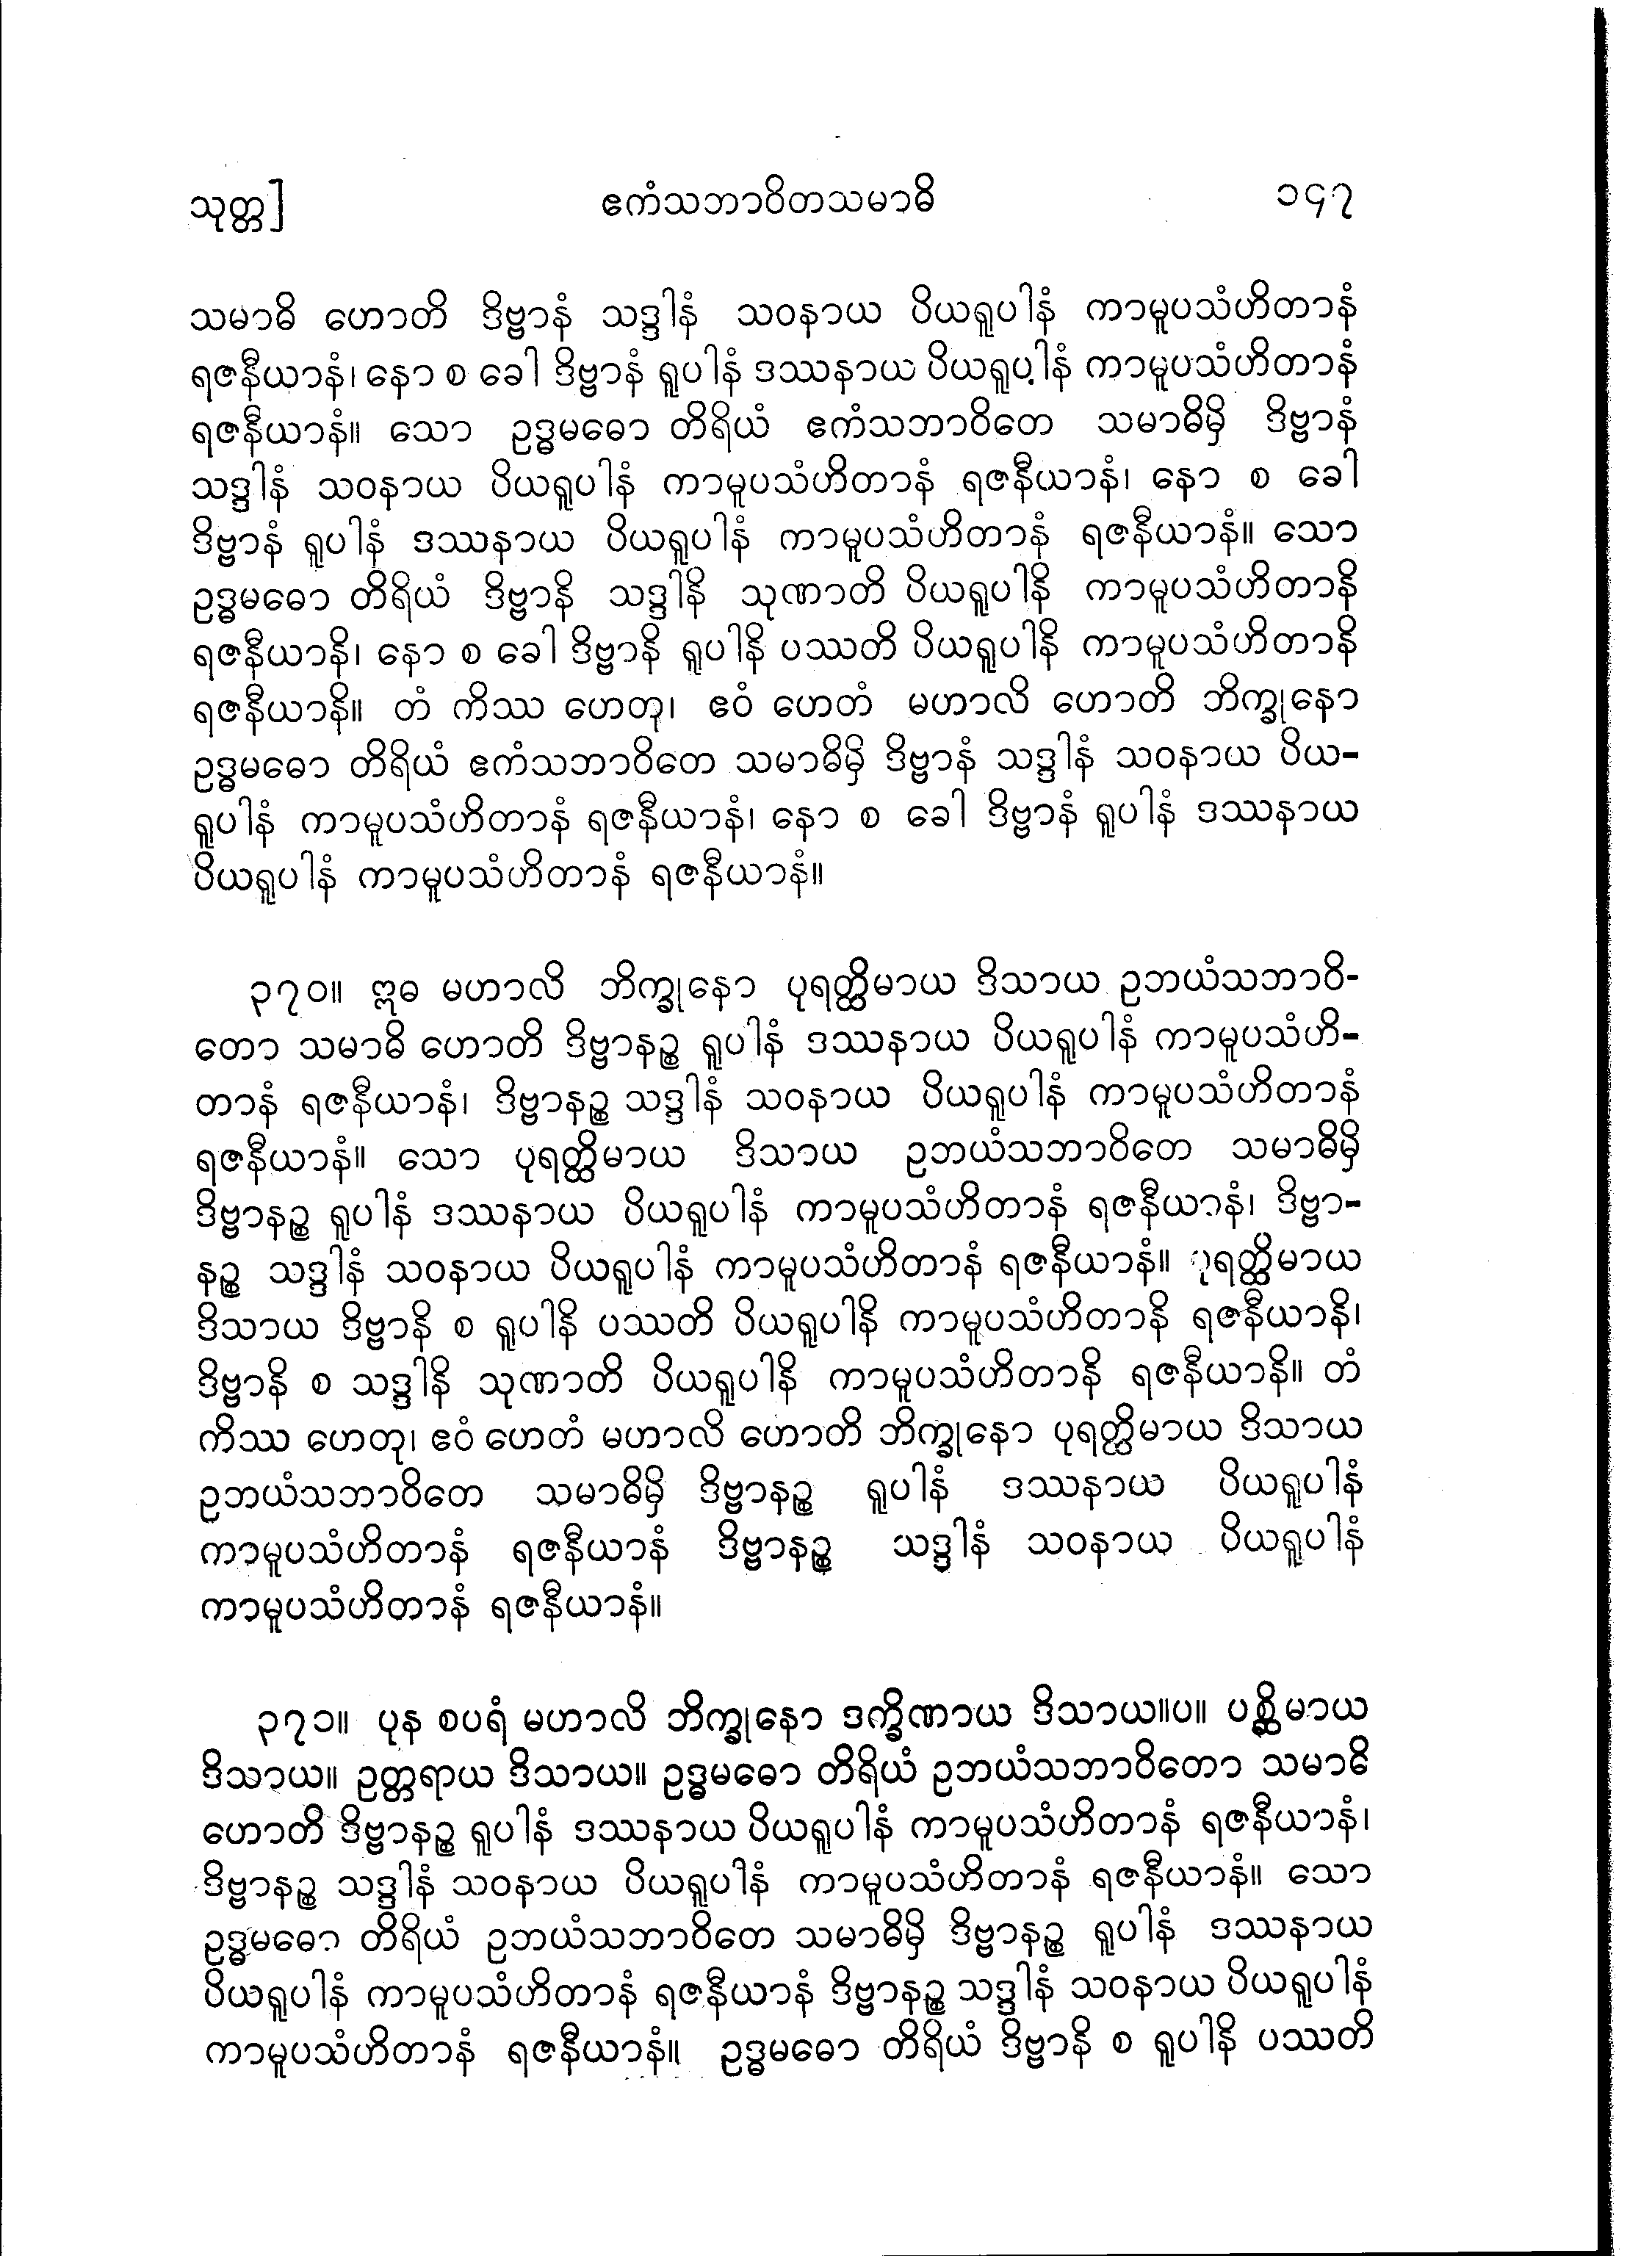 သုတ္တ] ဧကံသဘာဝိတသမာဓိ ၁၄၇
သမာဓိ ဟောတိ ဒိဗ္ဗာနံ သဒ္ဒါနံ သဝနာယ ပိယရူပါနံ ကာမူပသံဟိတာနံ
ရဇနီယာနံ၊ နော စ ခေါ ဒိဗ္ဗာနံ ရူပါနံ ဒဿနာယ ပိယရူပါနံ ကာမူပသံဟိတာနံ
ရဇနီယာနံ။ သော ဥဒ္ဓမဓော တိရိယံ ဧကံသဘာဝိတေ သမာဓိမှိ ဒိဗ္ဗာနံ
သဒ္ဒါနံ သဝနာယ ပိယရူပါနံ ကာမူပသံဟိတာနံ ရဇနီယာနံ၊ နော စ ခေါ
ဒိဗ္ဗာနံ ရူပါနံ ဒဿနာယ ပိယရူပါနံ ကာမူပသံဟိတာနံ ရဇနီယာနံ။ သော
ဥဒ္ဓမဓော တိရိယံ ဒိဗ္ဗာနိ သဒ္ဒါနိ သုဏာတိ ပိယရူပါနိ ကာမူပသံဟိတာနိ
ရဇနီယာနိ၊ နော စ ခေါ ဒိဗ္ဗာနိ ရူပါနိ ပဿတိ ပိယရူပါနိ ကာမူပသံဟိတာနိ
ရဇနီယာနိ။ တံ ကိဿ ဟေတု၊ ဧဝံ ဟေတံ မဟာလိ ဟောတိ ဘိက္ခုနော
ဥဒ္ဓမဓော တိရိယံ ဧကံသဘာဝိတေ သမာဓိမှိ ဒိဗ္ဗာနံ သဒ္ဒါနံ သဝနာယ ပိယ-
ရူပါနံ ကာမူပသံဟိတာနံ ရဇနီယာနံ၊ နော စ ခေါ ဒိဗ္ဗာနံ ရူပါနံ ဒဿနာယ
ပိယရူပါနံ ကာမူပသံဟိတာနံ ရဇနီယာနံ။
၃၇၀။ ဣဓ မဟာလိ ဘိက္ခုနော ပုရတ္ထိမာယ ဒိသာယ ဥဘယံသဘာဝိ-
တော သမာဓိ ဟောတိ ဒိဗ္ဗာနဉ္စ ရူပါနံ ဒဿနာယ ပိယရူပါနံ ကာမူပသံဟိ-
တာနံ ရဇနီယာနံ၊ ဒိဗ္ဗာနဉ္စ သဒ္ဒါနံ သဝနာယ ပိယရူပါနံ ကာမူပသံဟိတာနံ
ရဇနီယာနံ။ သော ပုရတ္ထိမာယ ဒိသာယ ဥဘယံသဘာဝိတေ သမာဓိမှိ
ဒိဗ္ဗာနဉ္စ ရူပါနံ ဒဿနာယ ပိယရူပါနံ ကာမူပသံဟိတာနံ ရဇနီယာနံ၊ ဒိဗ္ဗာ-
နဉ္စ သဒ္ဒါနံ သဝနာယ ပိယရူပါနံ ကာမူပသံဟိတာနံ ရဇနီယာနံ။ ပုရတ္ထိမာယ
ဒိသာယ ဒိဗ္ဗာနိ စ ရူပါနိ ပဿတိ ပိယရူပါနိ ကာမူပသံဟိတာနိ ရဇနီယာနိ၊
ဒိဗ္ဗာနိ စ သဒ္ဒါနိ သုဏာတိ ပိယရူပါနိ ကာမူပသံဟိတာနိ ရဇနီယာနိ။ တံ
ကိဿ ဟေတု၊ ဧဝံ ဟေတံ မဟာလိ ဟောတိ ဘိက္ခုနော ပုရတ္ထိမာယ ဒိသာယ
ဥဘယံသဘာဝိတေ သမာဓိမှိ ဒိဗ္ဗာနဉ္စ ရူပါနံ ဒဿနာယ ပိယရူပါနံ
ကာမူပသံဟိတာနံ ရဇနီယာနံ ဒိဗ္ဗာနဉ္စ သဒ္ဒါနံ သဝနာယ ပိယရူပါနံ
ကာမူပသံဟိတာနံ ရဇနီယာနံ။
၃၇၁။ ပုန စပရံ မဟာလိ ဘိက္ခုနော ဒက္ခိဏာယ ဒိသာယ။ပ။ ပစ္ဆိမာယ
ဒိသာယ။ ဥတ္တရာယ ဒိသာယ။ ဥဒ္ဓမဓော တိရိယံ ဥဘယံသဘာဝိတော သမာဓိ
ဟောတိ ဒိဗ္ဗာနဉ္စ ရူပါနံ ဒဿနာယ ပိယရူပါနံ ကာမူပသံဟိတာနံ ရဇနီယာနံ၊
ဒိဗ္ဗာနဉ္စ သဒ္ဒါနံ သဝနာယ ပိယရူပါနံ ကာမူပသံဟိတာနံ ရဇနီယာနံ။ သော
ဥဒ္ဓမဓော တိရိယံ ဥဘယံသဘာဝိတေ သမာဓိမှိ ဒိဗ္ဗာနဉ္စ ရူပါနံ ဒဿနာယ
ပိယရူပါနံ ကာမူပသံဟိတာနံ ရဇနီယာနံ ဒိဗ္ဗာနဉ္စ သဒ္ဒါနံ သဝနာယ ပိယရူပါနံ
ကာမူပသံဟိတာနံ ရဇနီယာနံ။ ဥဒ္ဓမဓော တိရိယံ ဒိဗ္ဗာနိ စ ရူပါနိ ပဿတိ